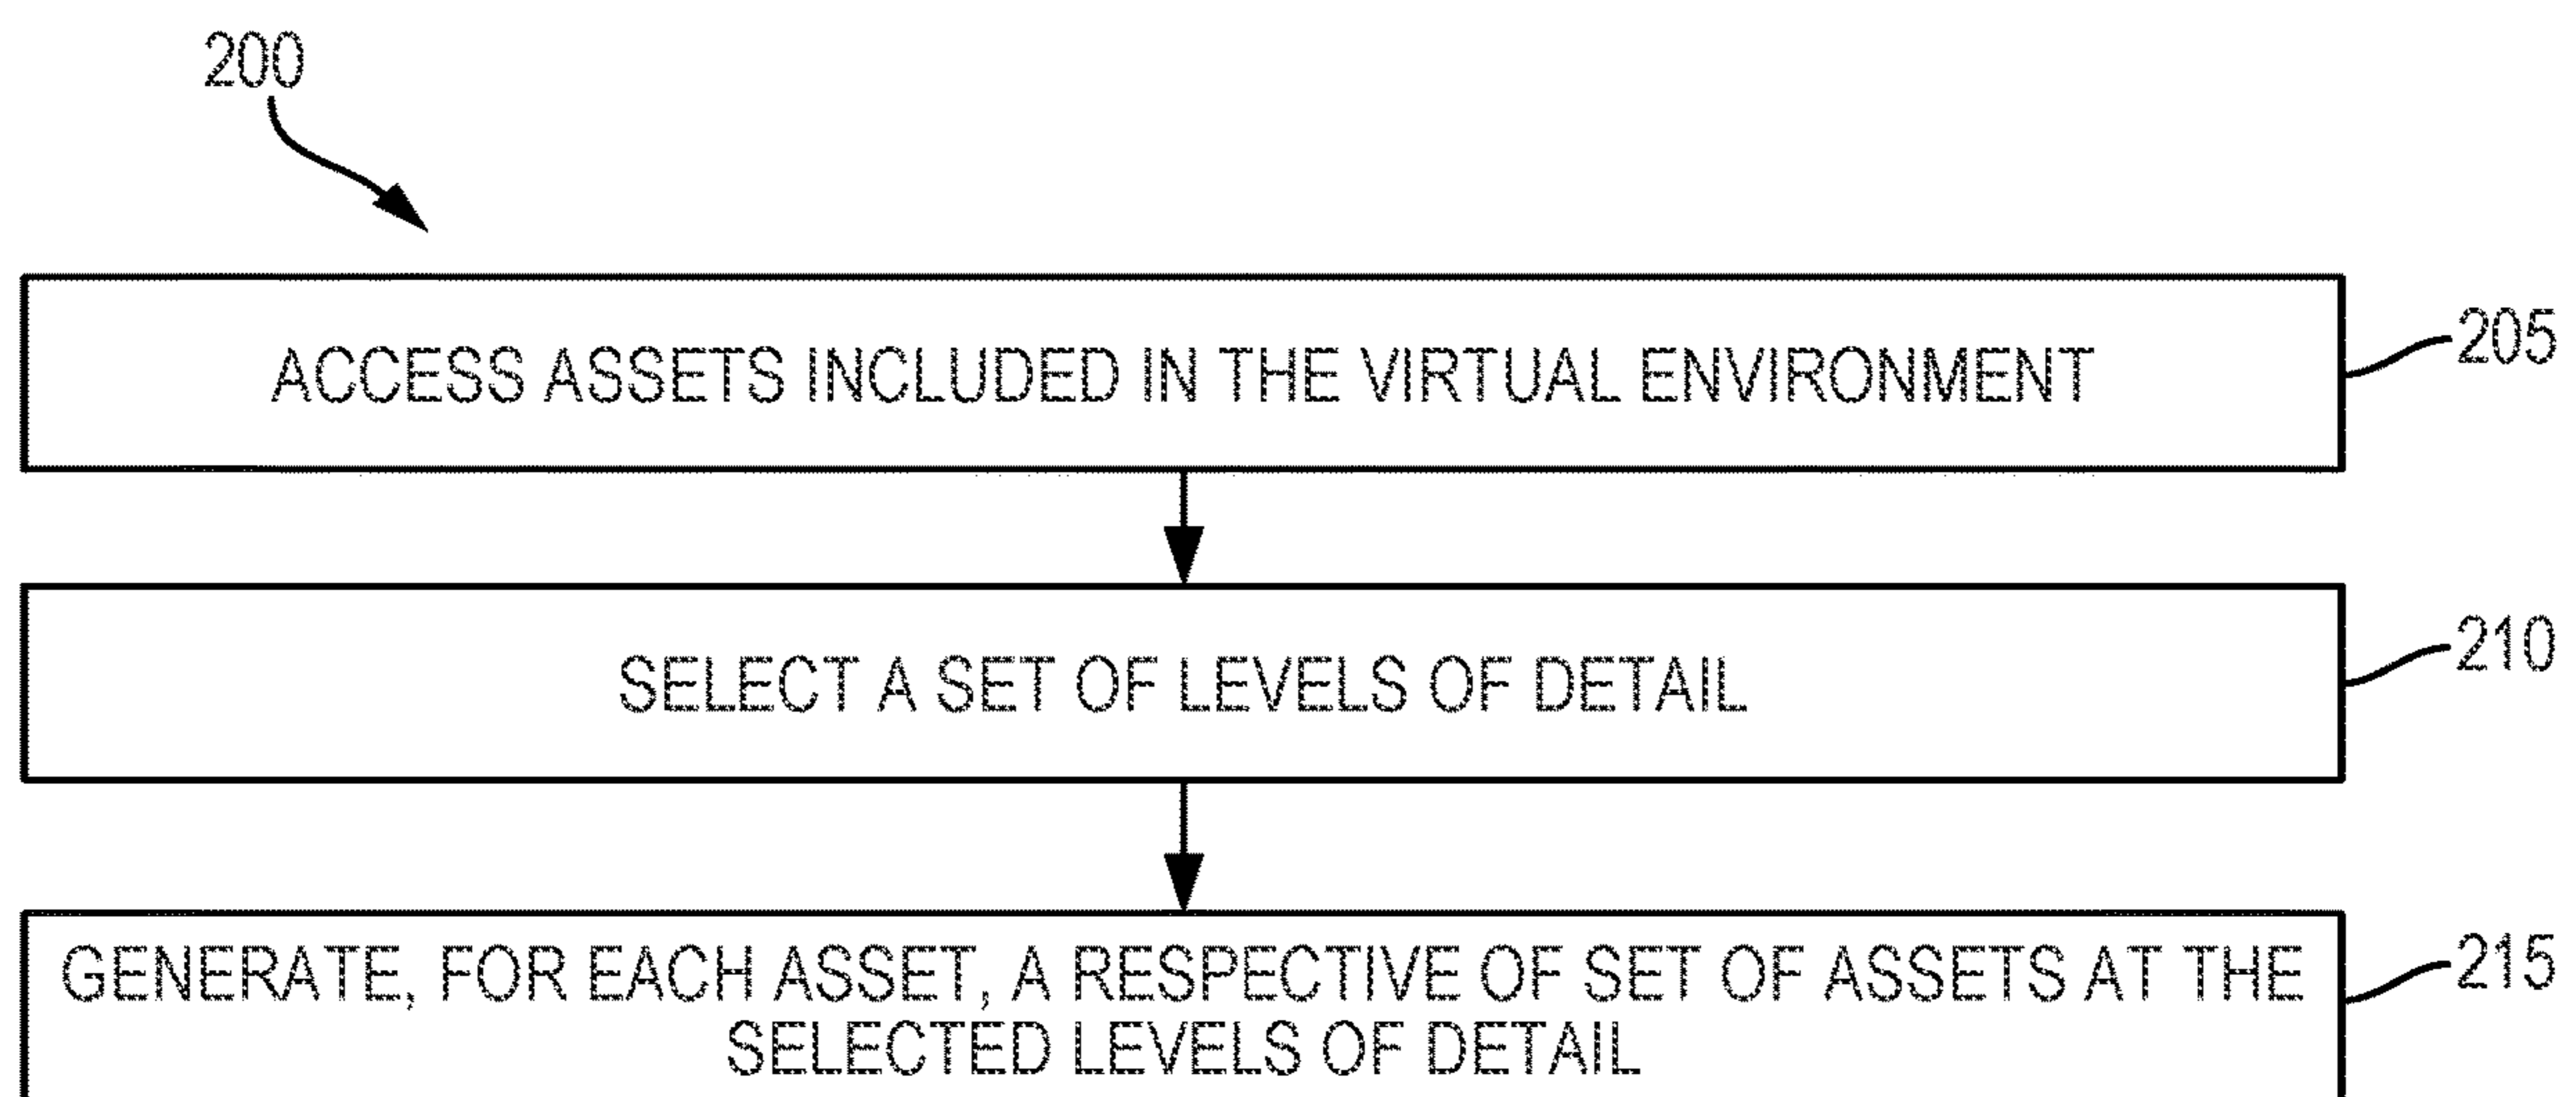 200
ACCESS ASSETS INCLUDED IN THE VIRTUAL ENVIRONMENT
205
SELECT A SET OF LEVELS OF DETAIL
210
GENERATE, FOR EACH ASSET, A RESPECTIVE OF SET OF ASSETS AT THE
SELECTED LEVELS OF DETAIL
215